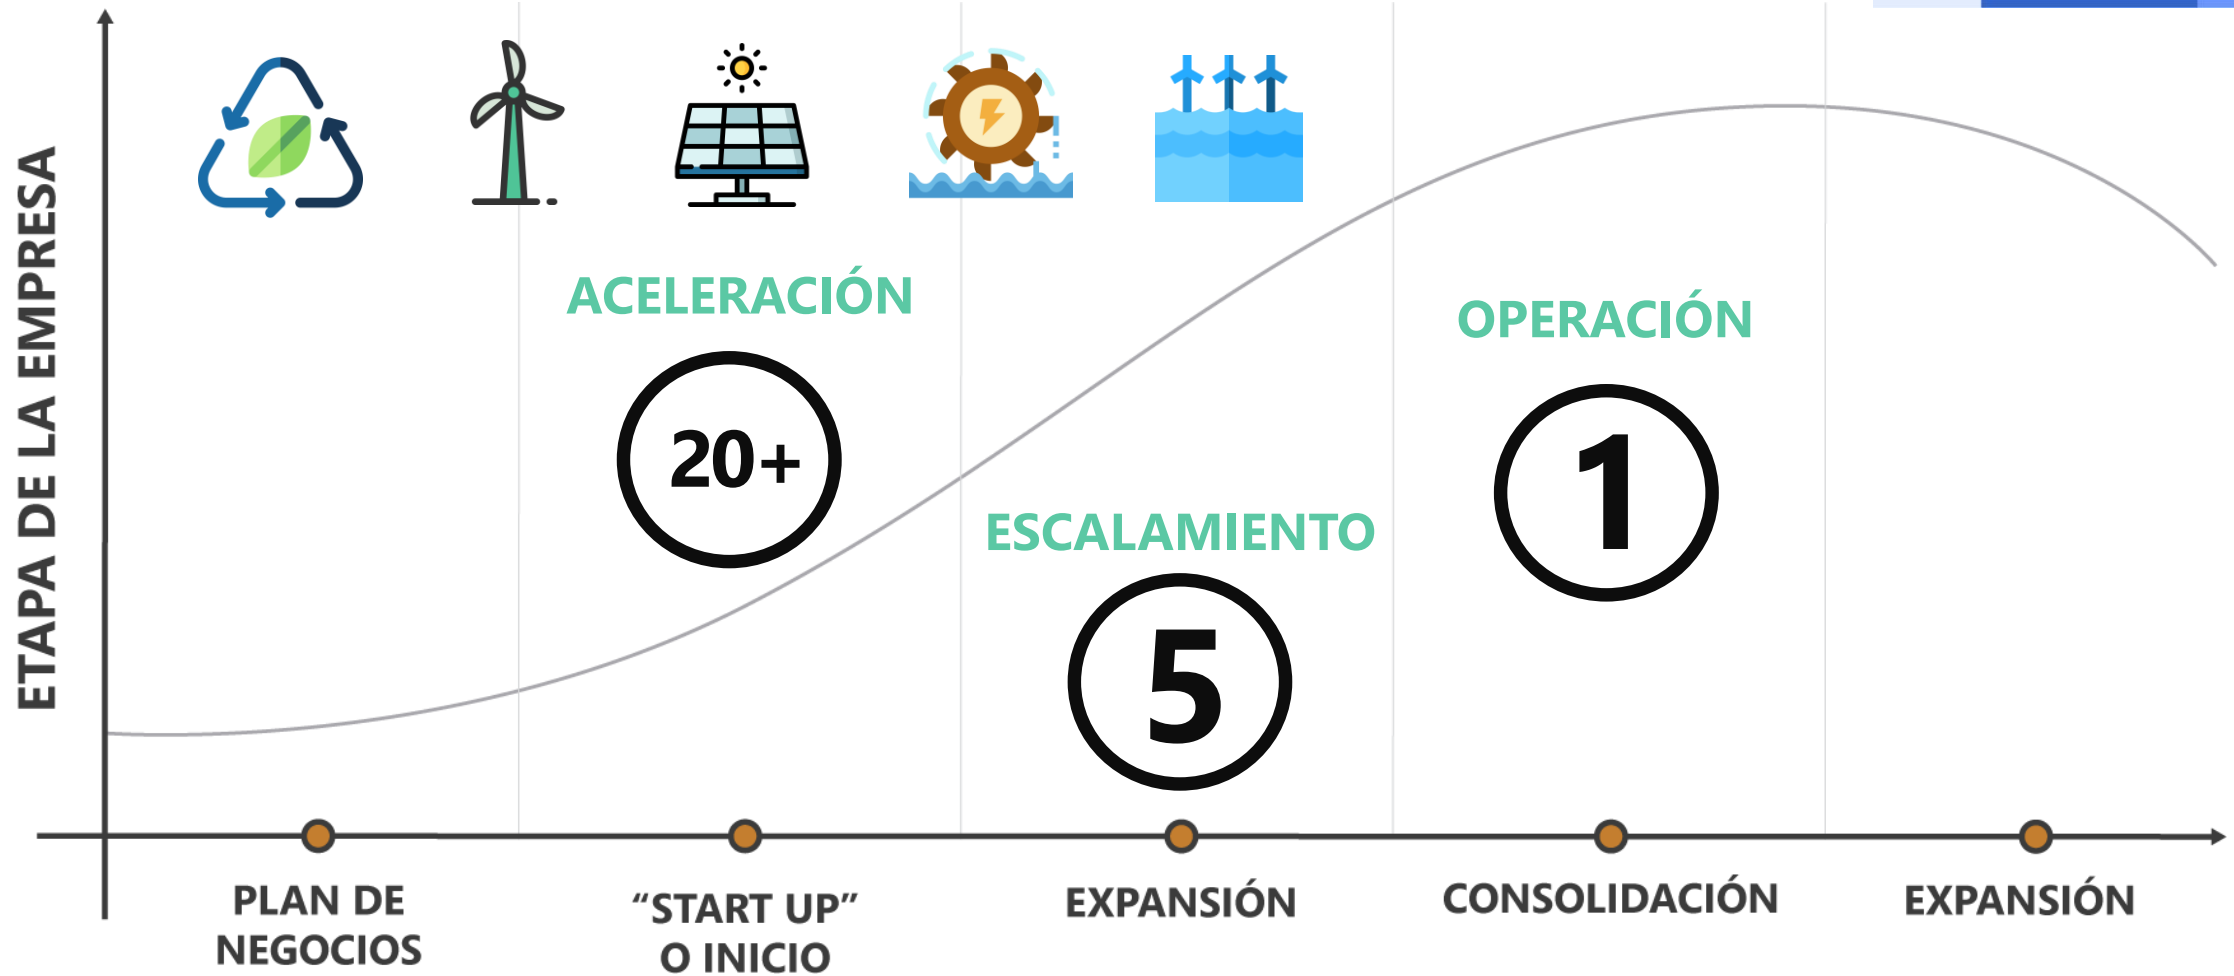 ETAPA DE LA EMPRESA
ACELERACIÓN
20+
ESCALAMIENTO
5
OPERACIÓN
1
PLAN DE
NEGOCIOS
“START UP”
O INICIO
EXPANSIÓN
CONSOLIDACIÓN
EXPANSIÓN